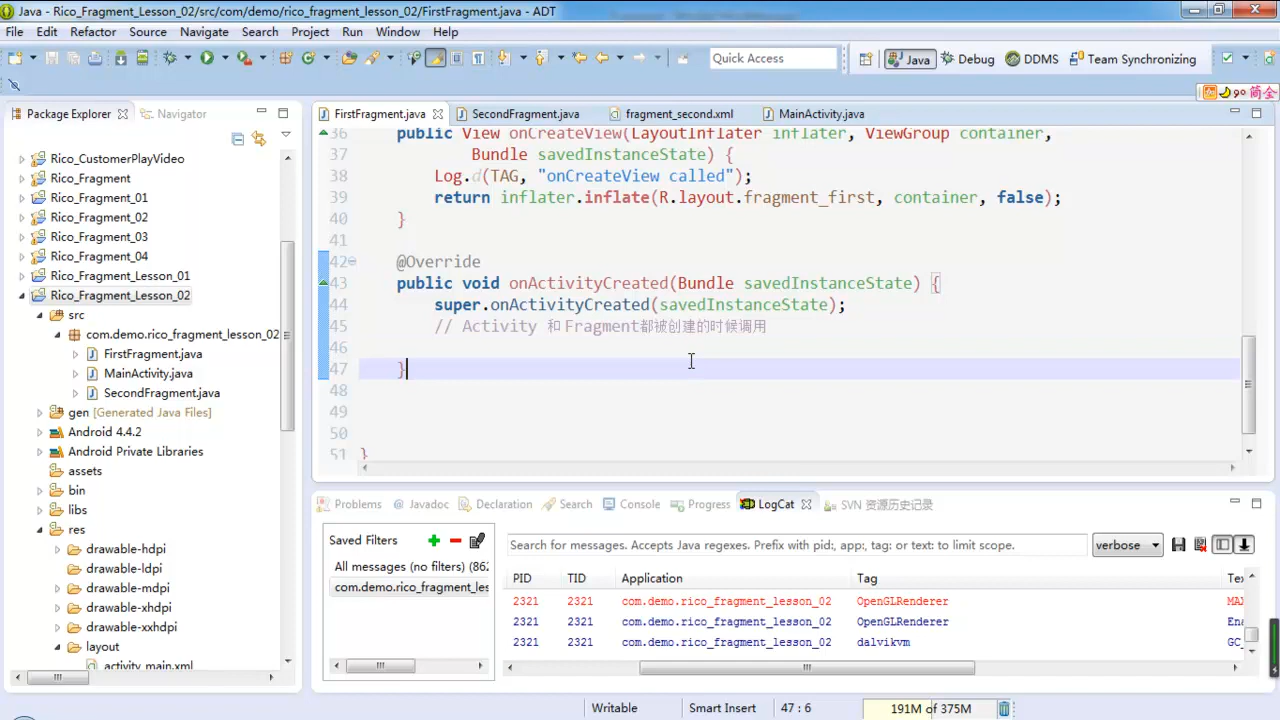 Java - Rico_Fragment_Lesson_02/src/com/demo/rico_fragment_lesson_02/FirstFragment.java - ADT
File Edit Refactor Source Navigate Search Project Run Window Help
Quick Access
Java Debug DDMS Team Synchronizing
简全
Package Explorer Navigator
FirstFragment.java SecondFragment.java fragment_second.xml MainActivity.java
Rico_CustomerPlayVideo
Rico_Fragment
Rico_Fragment_01
Rico_Fragment_02
Rico_Fragment_03
Rico_Fragment_04
Rico_Fragment_Lesson_01
Rico_Fragment_Lesson_02
src
com.demo.rico_fragment_lesson_02
FirstFragment.java
MainActivity.java
SecondFragment.java
gen [Generated Java Files]
Android 4.4.2
Android Private Libraries
assets
bin
libs
res
drawable-hdpi
drawable-ldpi
drawable-mdpi
drawable-xhdpi
drawable-xxhdpi
layout
activity_main.xml
36 public View onCreateView(LayoutInflater inflater, ViewGroup container,
37 Bundle savedInstanceState) {
38 Log.d(TAG, "onCreateView called");
39 return inflater.inflate(R.layout.fragment_first, container, false);
40 }
41
42 @Override
43 public void onActivityCreated(Bundle savedInstanceState) {
44 super.onActivityCreated(savedInstanceState);
45 // Activity 和 Fragment都被创建的时候调用
46
47 }
48
49
50
51 }
Problems Javadoc Declaration Search Console Progress LogCat SVN 资源历史记录
Saved Filters
All messages (no filters) (862
com.demo.rico_fragment_les
Search for messages. Accepts Java regexes. Prefix with pid:, app:, tag: or text: to limit scope.
verbose
PID TID Application Tag Te
2321 2321 com.demo.rico_fragment_lesson_02 OpenGLRenderer MA
2321 2321 com.demo.rico_fragment_lesson_02 OpenGLRenderer Ena
2321 2321 com.demo.rico_fragment_lesson_02 dalvikvm GC_
Writable Smart Insert 47 : 6 191M of 375M